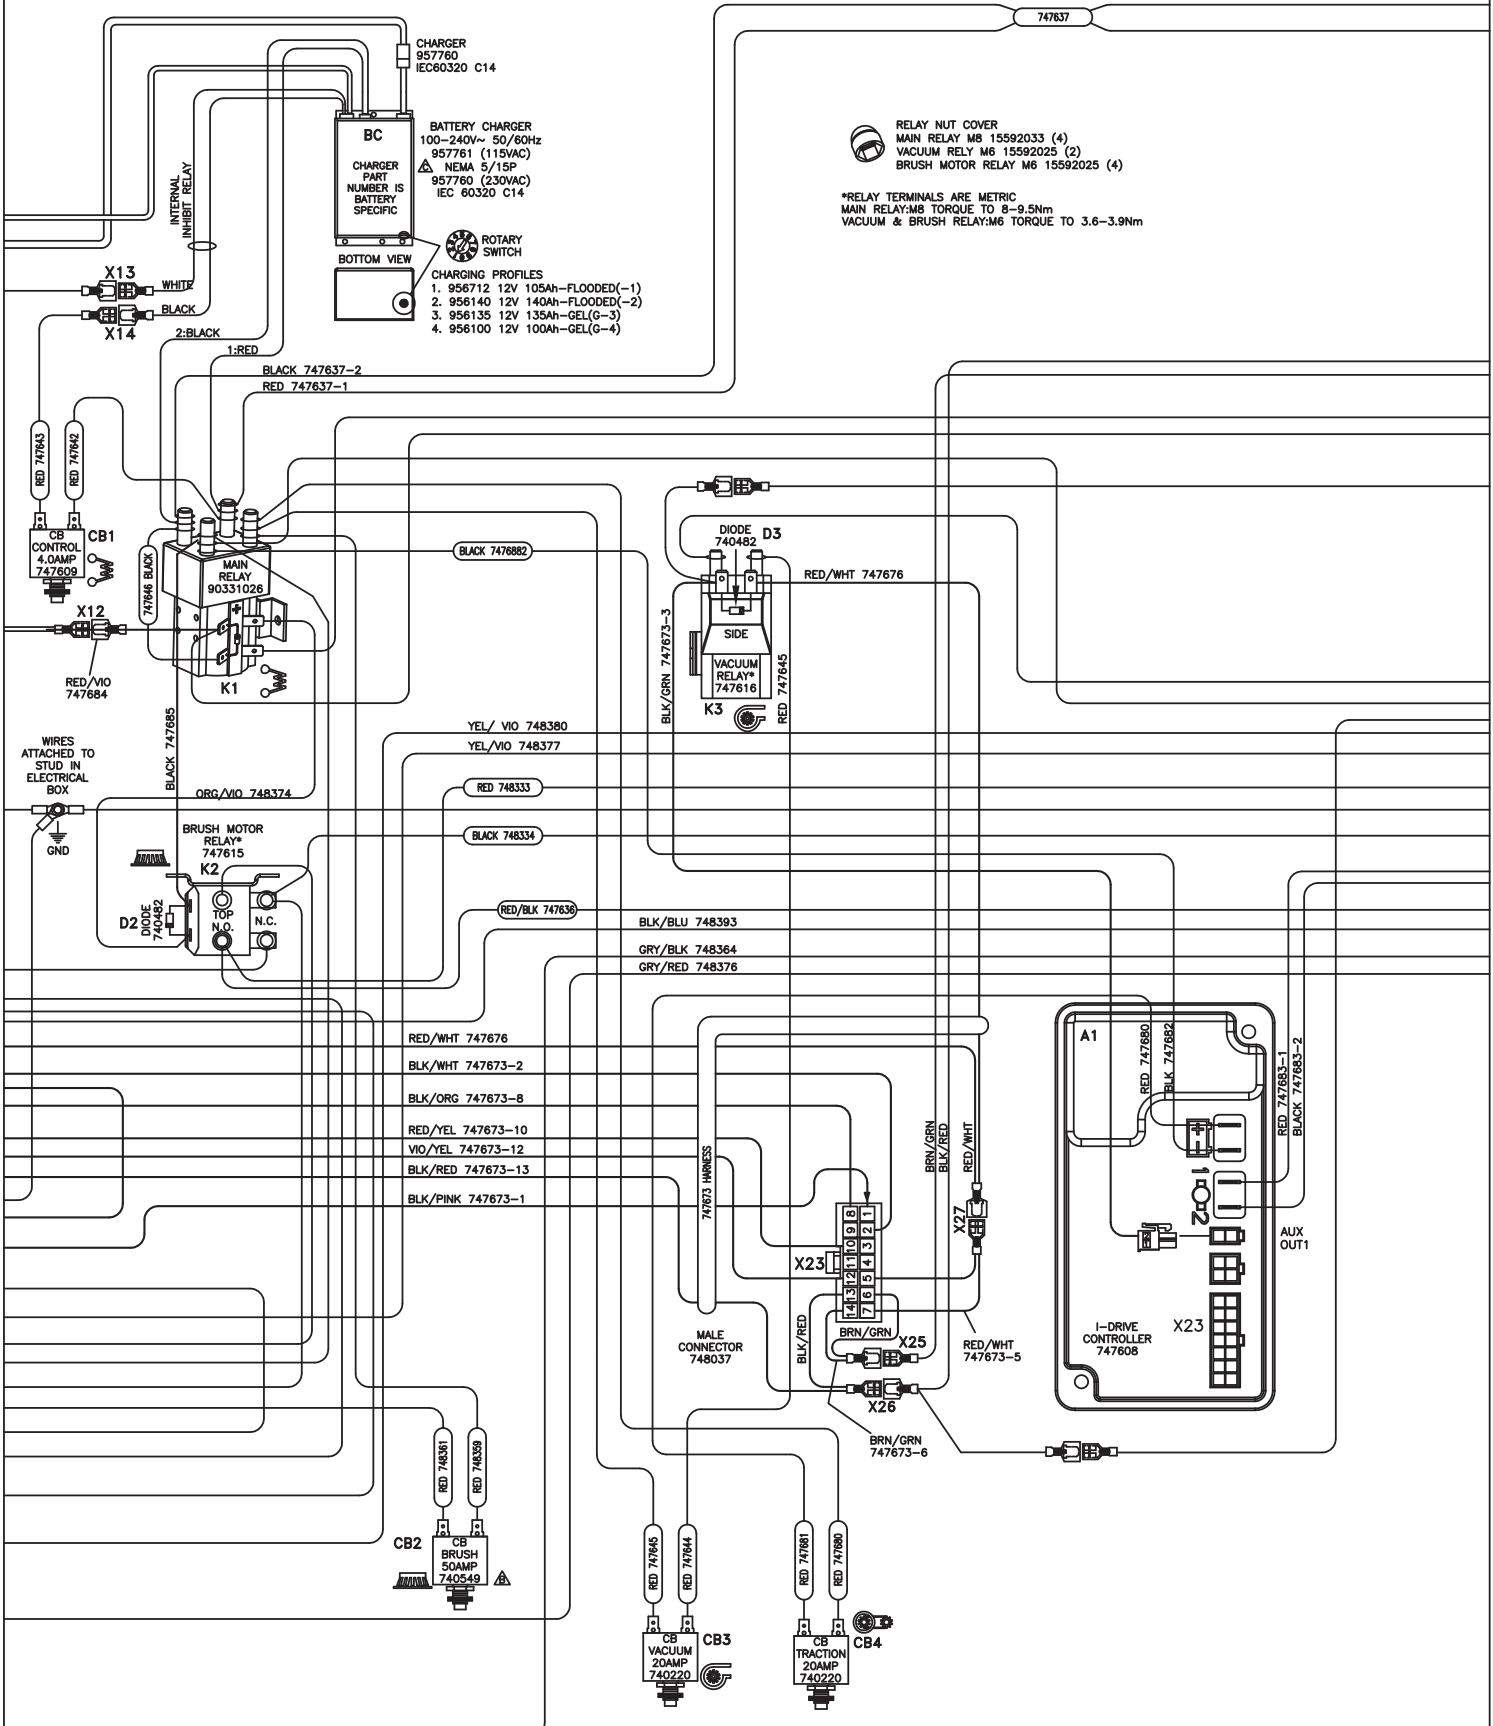 747637
CHARGER
957760
IEC60320 C14
BC
CHARGER
PART
NUMBER IS
BATTERY
SPECIFIC
BATTERY CHARGER
100-240V~ 50/60Hz
957761 (115VAC)
C NEMA 5/15P
957760 (230VAC)
IEC 60320 C14
RELAY NUT COVER
MAIN RELAY M8 15592033 (4)
VACUUM RELY M6 15592025 (2)
BRUSH MOTOR RELAY M6 15592025 (4)
*RELAY TERMINALS ARE METRIC
MAIN RELAY:M8 TORQUE TO 8-9.5Nm
VACUUM & BRUSH RELAY:M6 TORQUE TO 3.6-3.9Nm
INTERNAL
INHIBIT RELAY
ROTARY
SWITCH
BOTTOM VIEW
CHARGING PROFILES
1. 956712 12V 105Ah-FLOODED(-1)
2. 956140 12V 140Ah-FLOODED(-2)
3. 956135 12V 135Ah-GEL(G-3)
4. 956100 12V 100Ah-GEL(G-4)
X13
WHITE
BLACK
X14
2:BLACK
1:RED
BLACK 747637-2
RED 747637-1
RED 747643
RED 747642
CB
CONTROL
4.0AMP
747609
CB1
747646 BLACK
MAIN
RELAY
90331026
+
K1
X12
RED/VIO
747684
BLACK 7476882
DIODE
740482
D3
RED/WHT 747676
SIDE
VACUUM
RELAY*
747616
K3
BLK/GRN 747673-3
RED 747645
BLACK 747685
YEL/ VIO 748380
YEL/VIO 748377
WIRES
ATTACHED TO
STUD IN
ELECTRICAL
BOX
GND
ORG/VIO 748374
RED 748333
BLACK 748334
BRUSH MOTOR
RELAY*
747615
K2
D2
DIODE
740482
TOP
N.O.
N.C.
RED/BLK 747636
BLK/BLU 748393
GRY/BLK 748364
GRY/RED 748376
RED/WHT 747676
BLK/WHT 747673-2
BLK/ORG 747673-8
RED/YEL 747673-10
VIO/YEL 747673-12
BLK/RED 747673-13
BLK/PINK 747673-1
747673 HARNESS
MALE
CONNECTOR
748037
BRN/GRN
BLK/RED
RED/WHT
X27
X23
8 1
9 2
10 3
11 4
12 5
13 6
14 7
BLK/RED
BRN/GRN
X25
X26
RED/WHT
747673-5
BRN/GRN
747673-6
A1
RED 747680
BLK 747682
RED 747683-1
BLACK 747683-2
+
-
1
2
AUX
OUT1
X23
I-DRIVE
CONTROLLER
747608
RED 748361
RED 748359
CB2
CB
BRUSH
50AMP
740549
B
RED 747645
RED 747644
CB
VACUUM
20AMP
740220
CB3
RED 747681
RED 747680
CB
TRACTION
20AMP
740220
CB4